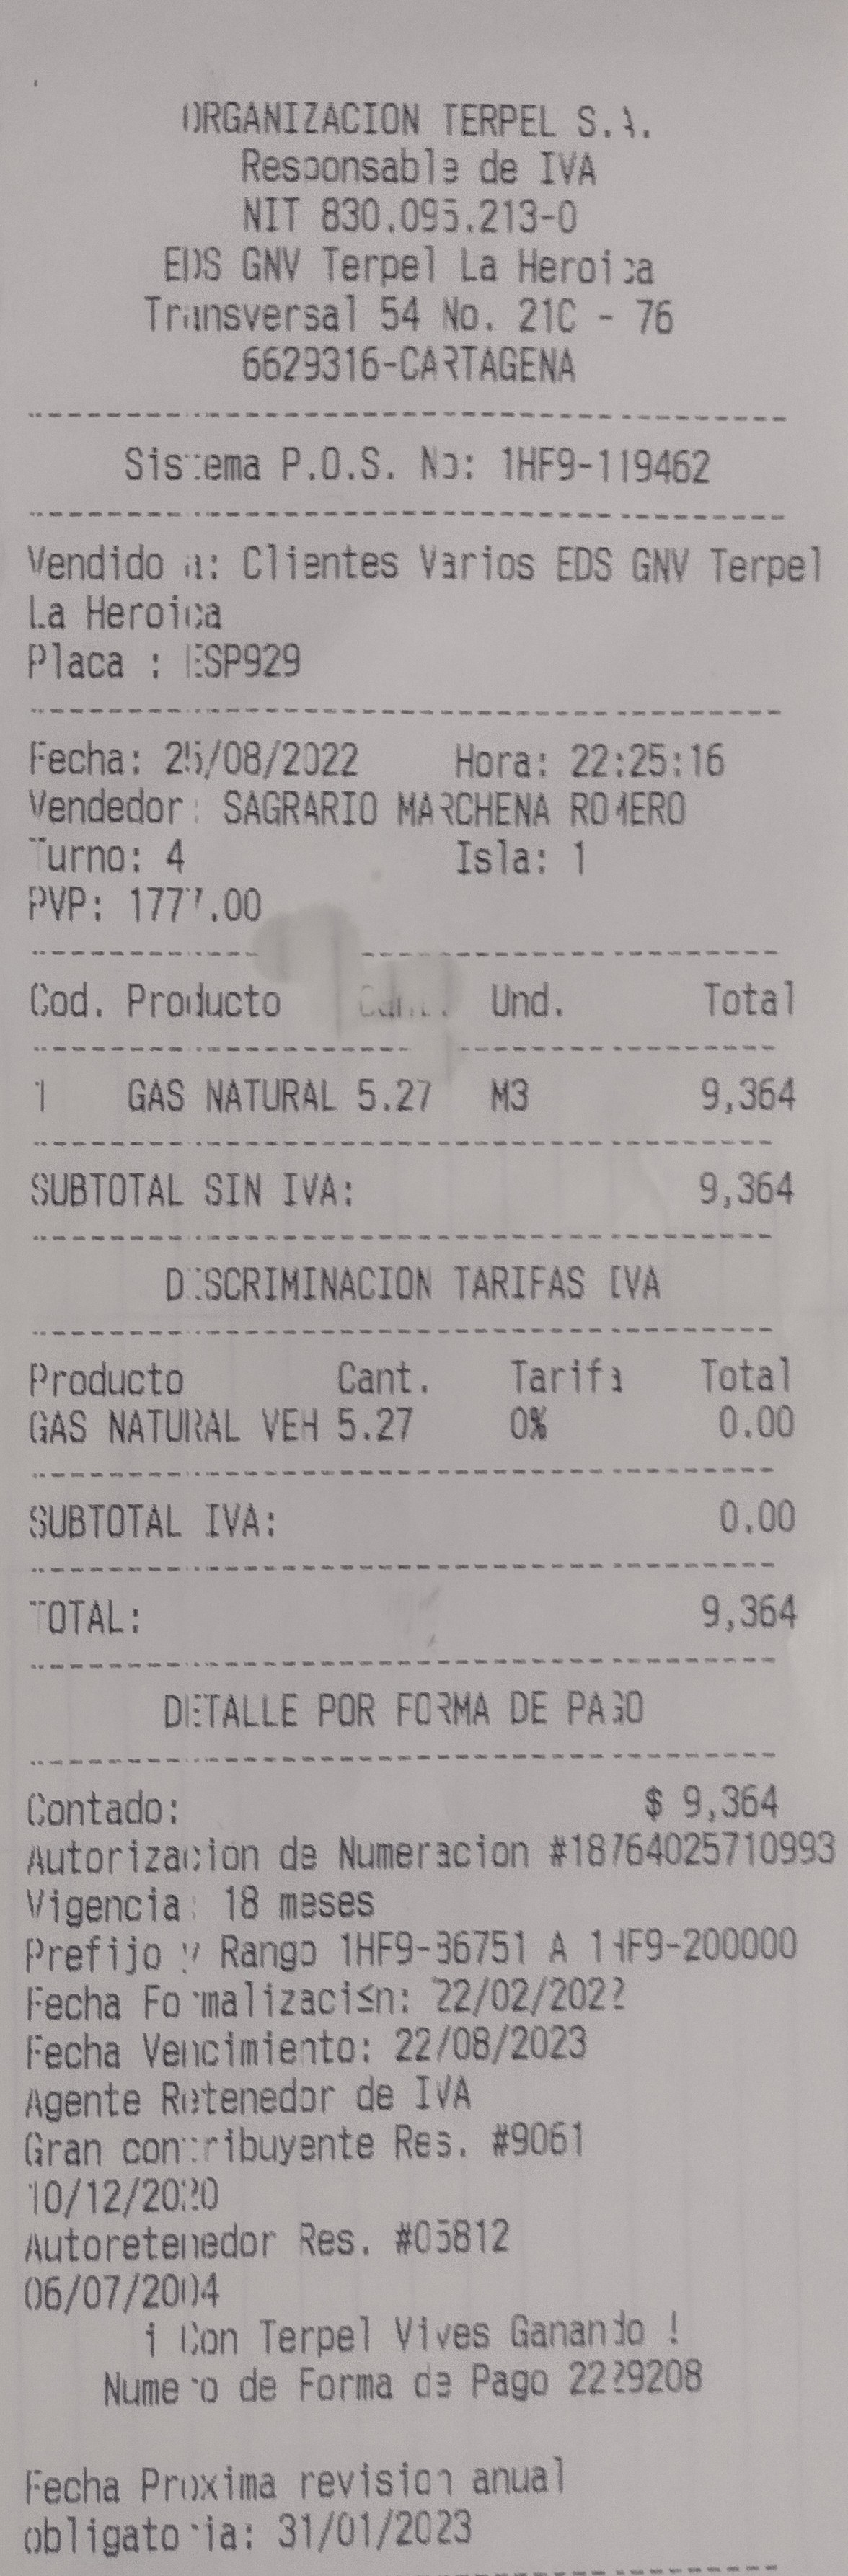 ORGANIZACION TERPEL S.A.
Responsable de IVA
NIT 830.095.213-0
EDS GNV Terpel La Heroica
Transversal 54 No. 21C - 76
6629316-CARTAGENA
Sistema P.O.S. No: 1HF9-119462
Vendido a: Clientes Varios EDS GNV Terpel
La Heroica
Placa : ESP929
Fecha: 25/08/2022 Hora: 22:25:16
Vendedor: SAGRARIO MARCHENA ROMERO
Turno: 4 Isla: 1
PVP: 1777.00
Cod. Producto Cant. Und. Total
1 GAS NATURAL 5.27 M3 9,364
SUBTOTAL SIN IVA: 9,364
DISCRIMINACION TARIFAS IVA
Producto Cant. Tarifa Total
GAS NATURAL VEH 5.27 0% 0.00
SUBTOTAL IVA: 0.00
TOTAL: 9,364
DETALLE POR FORMA DE PAGO
Contado: $ 9,364
Autorizacion de Numeracion #18764025710993
Vigencia: 18 meses
Prefijo y Rango 1HF9-86751 A 1HF9-200000
Fecha Formalizaci≤n: 22/02/2022
Fecha Vencimiento: 22/08/2023
Agente Retenedor de IVA
Gran contribuyente Res. #9061
10/12/2020
Autoretenedor Res. #05812
06/07/2004
¡ Con Terpel Vives Ganando !
Numero de Forma de Pago 2229208
Fecha Proxima revision anual
obligatoria: 31/01/2023